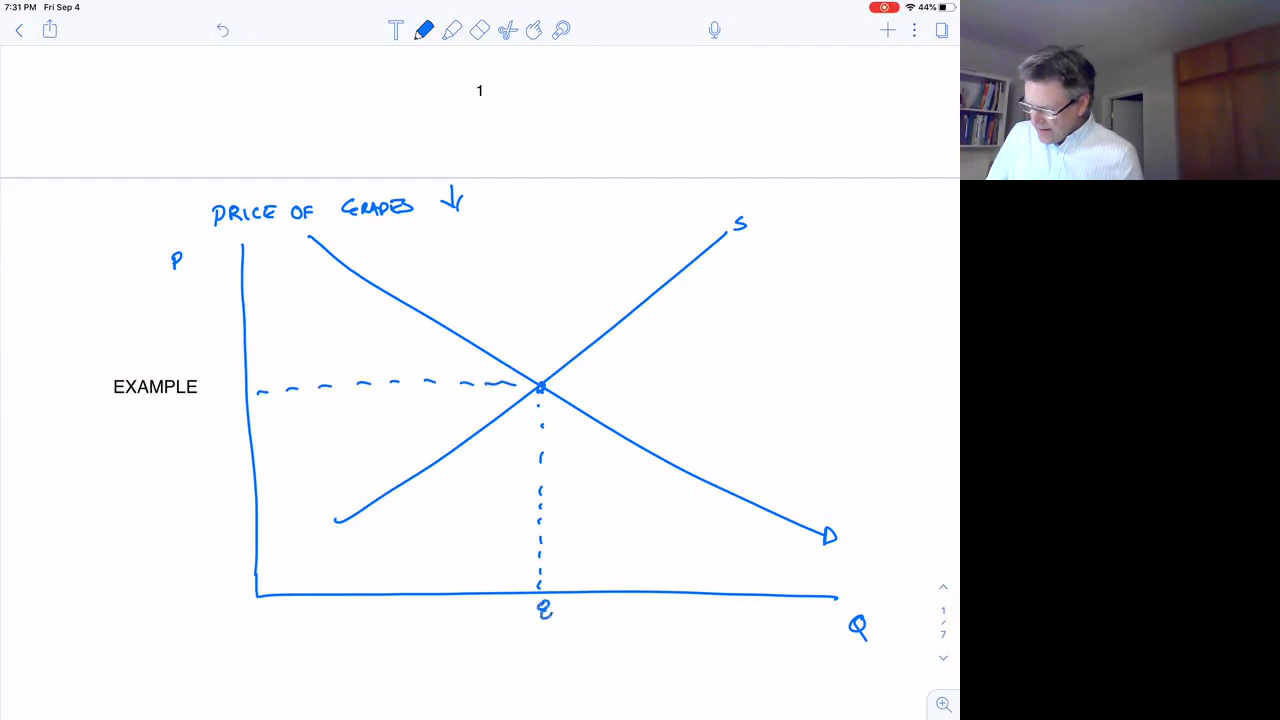 7:31 PM Fri Sep 4
44%
T
1
PRICE OF GRAPES ↓
P
S
EXAMPLE
D
Q
1
/
7